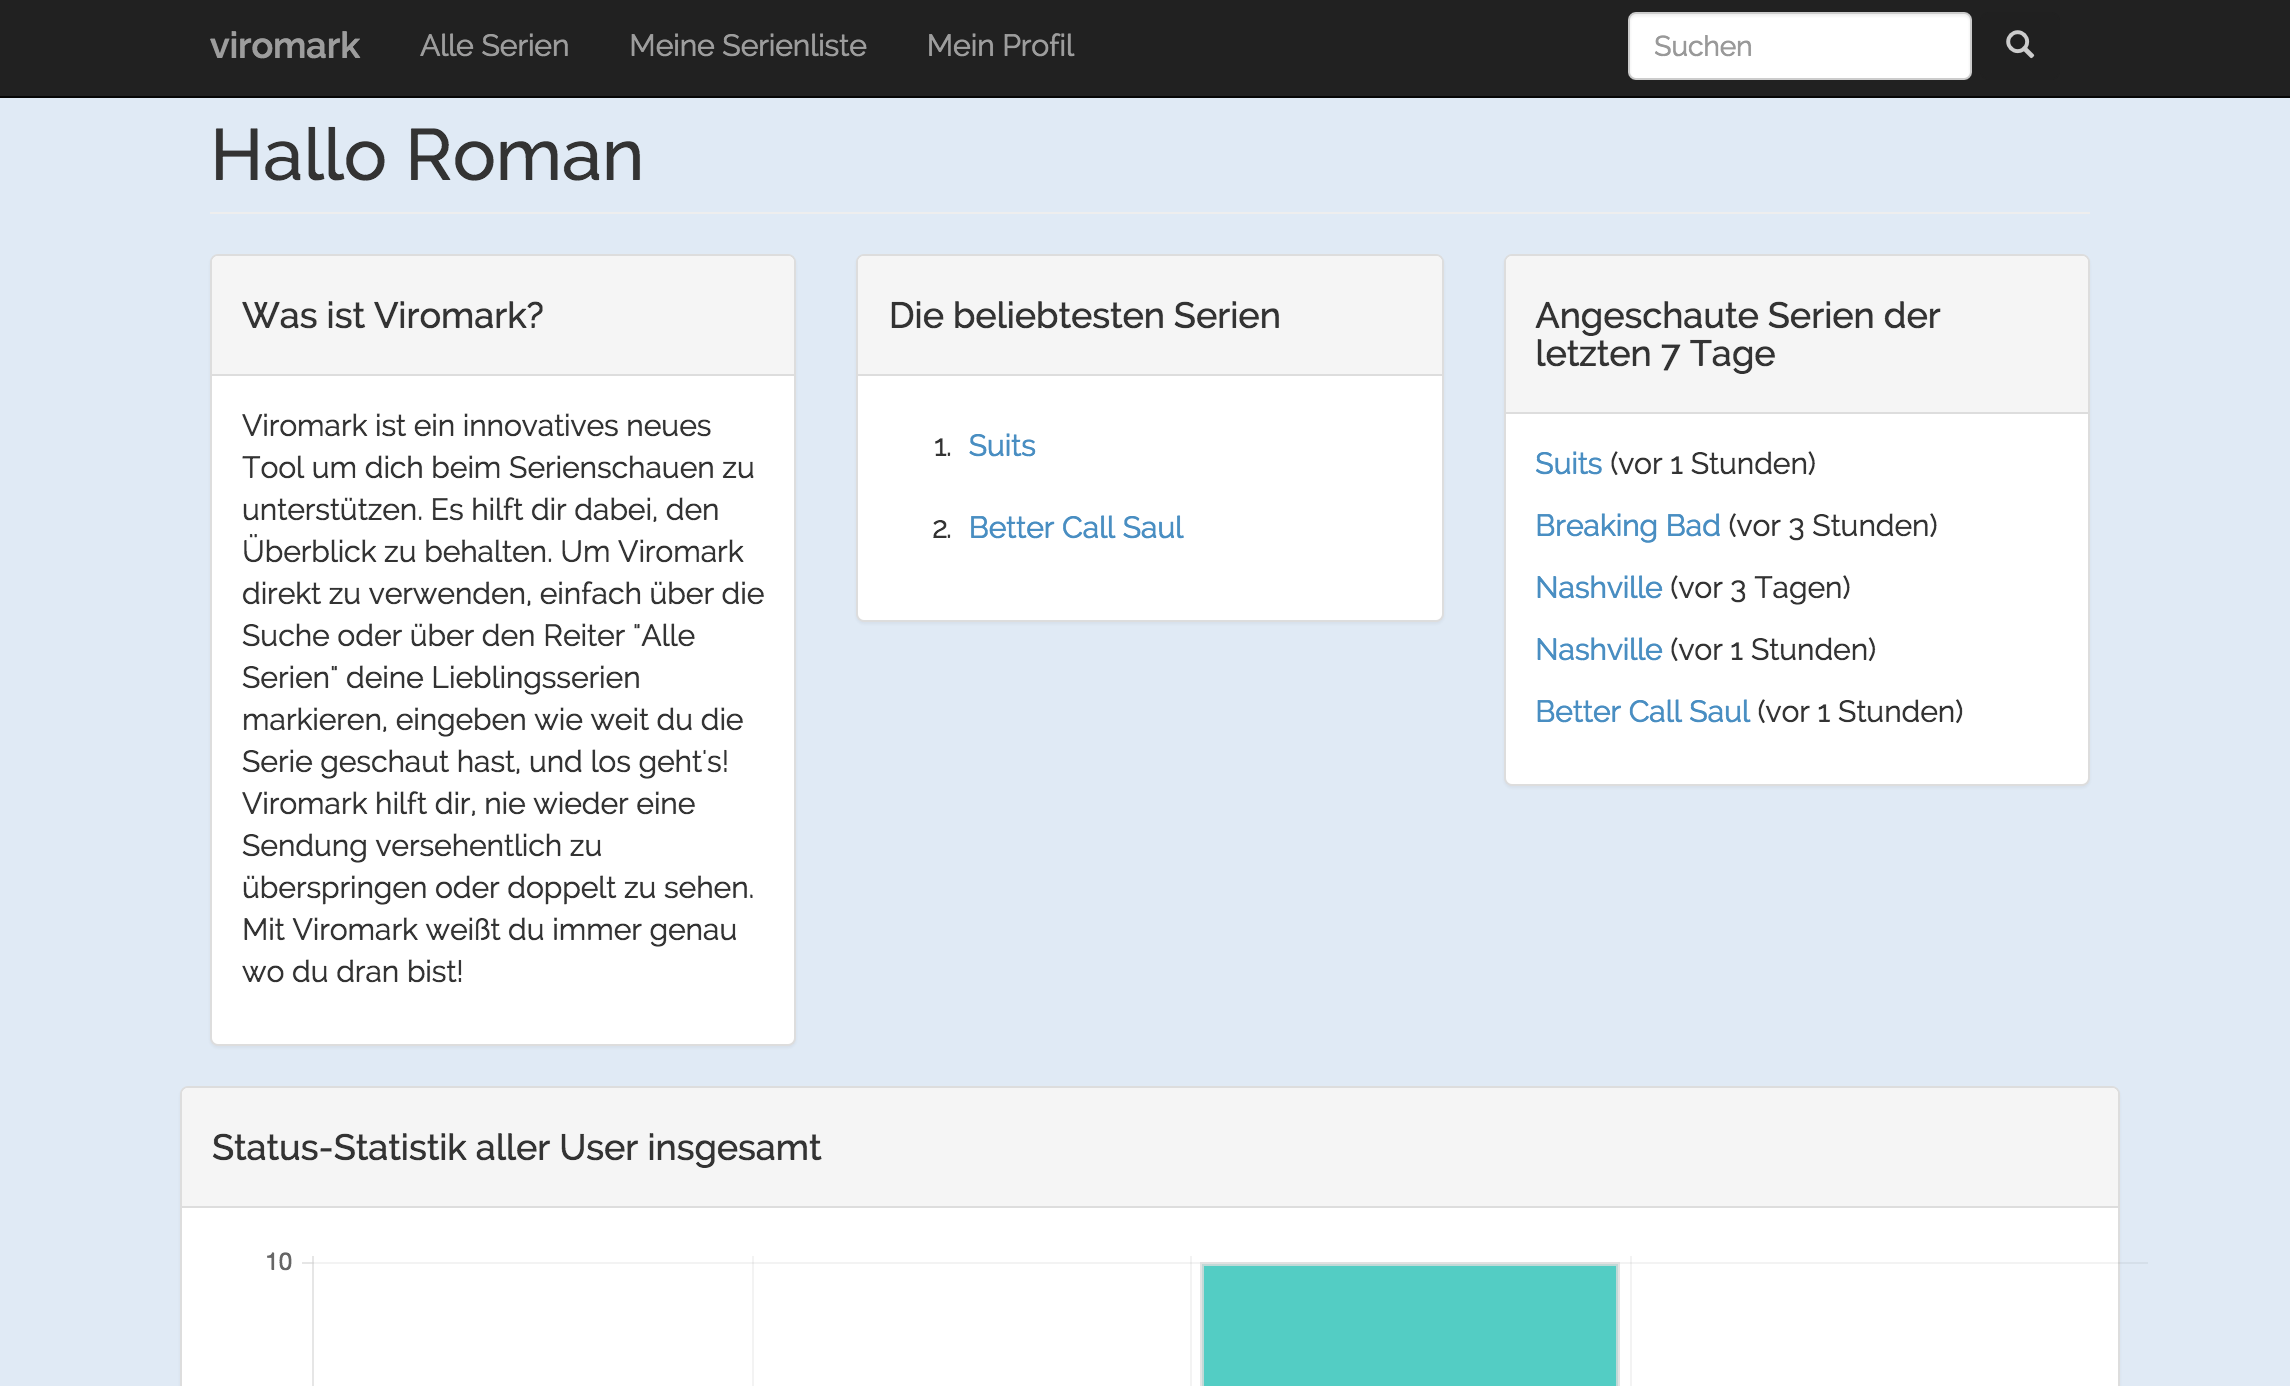 viromark Alle Serien Meine Serienliste Mein Profil Suchen
Hallo Roman
Was ist Viromark?
Viromark ist ein innovatives neues
Tool um dich beim Serienschauen zu
unterstützen. Es hilft dir dabei, den
Überblick zu behalten. Um Viromark
direkt zu verwenden, einfach über die
Suche oder über den Reiter "Alle
Serien" deine Lieblingsserien
markieren, eingeben wie weit du die
Serie geschaut hast, und los geht's!
Viromark hilft dir, nie wieder eine
Sendung versehentlich zu
überspringen oder doppelt zu sehen.
Mit Viromark weißt du immer genau
wo du dran bist!
Die beliebtesten Serien
1. Suits
2. Better Call Saul
Angeschaute Serien der
letzten 7 Tage
Suits (vor 1 Stunden)
Breaking Bad (vor 3 Stunden)
Nashville (vor 3 Tagen)
Nashville (vor 1 Stunden)
Better Call Saul (vor 1 Stunden)
Status-Statistik aller User insgesamt
10